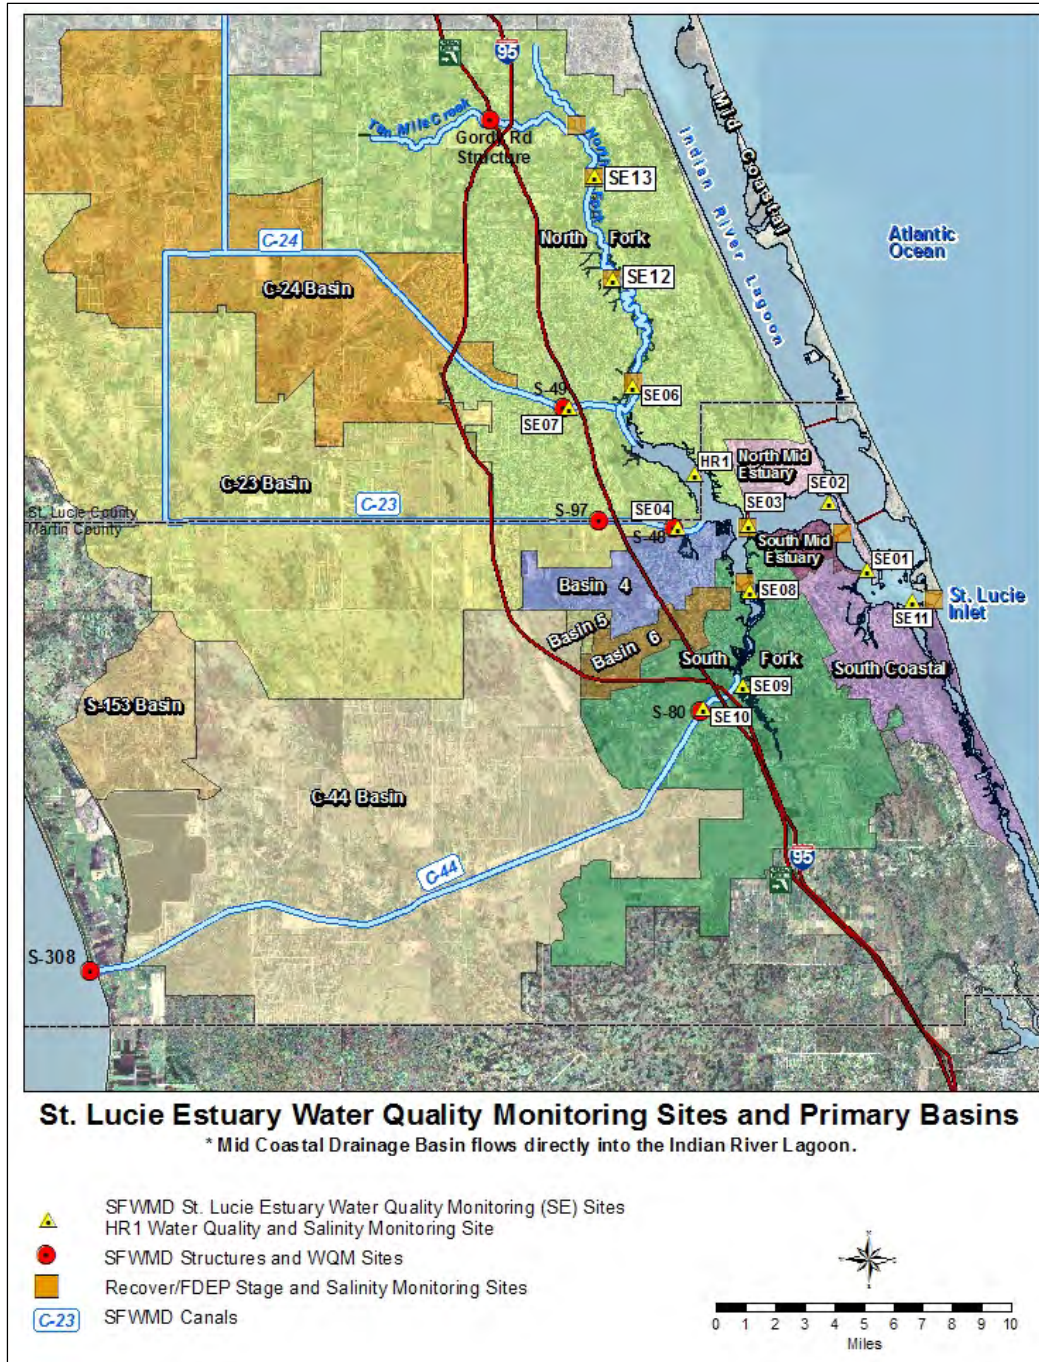 95
Ten Mile Creek
Gordy Rd
Structure
North Fork
SE13
Mid Coastal
Indian River Lagoon
Atlantic
Ocean
C-24
North Fork
C-24 Basin
SE12
S-49
SE06
SE07
HR1
North Mid
Estuary
C-23 Basin
C-23
S-97
SE04
SE03
SE02
St. Lucie County
Martin County
S-48
South Mid
Estuary
SE01
Basin 4
SE08
St. Lucie
Inlet
SE11
Basin 5
Basin 6
South Fork
South Coastal
SE09
S-153 Basin
S-80
SE10
C-44 Basin
95
C-44
S-308
St. Lucie Estuary Water Quality Monitoring Sites and Primary Basins
* Mid Coastal Drainage Basin flows directly into the Indian River Lagoon.
SFWMD St. Lucie Estuary Water Quality Monitoring (SE) Sites
HR1 Water Quality and Salinity Monitoring Site
SFWMD Structures and WQM Sites
Recover/FDEP Stage and Salinity Monitoring Sites
C-23 SFWMD Canals
0 1 2 3 4 5 6 7 8 9 10
Miles